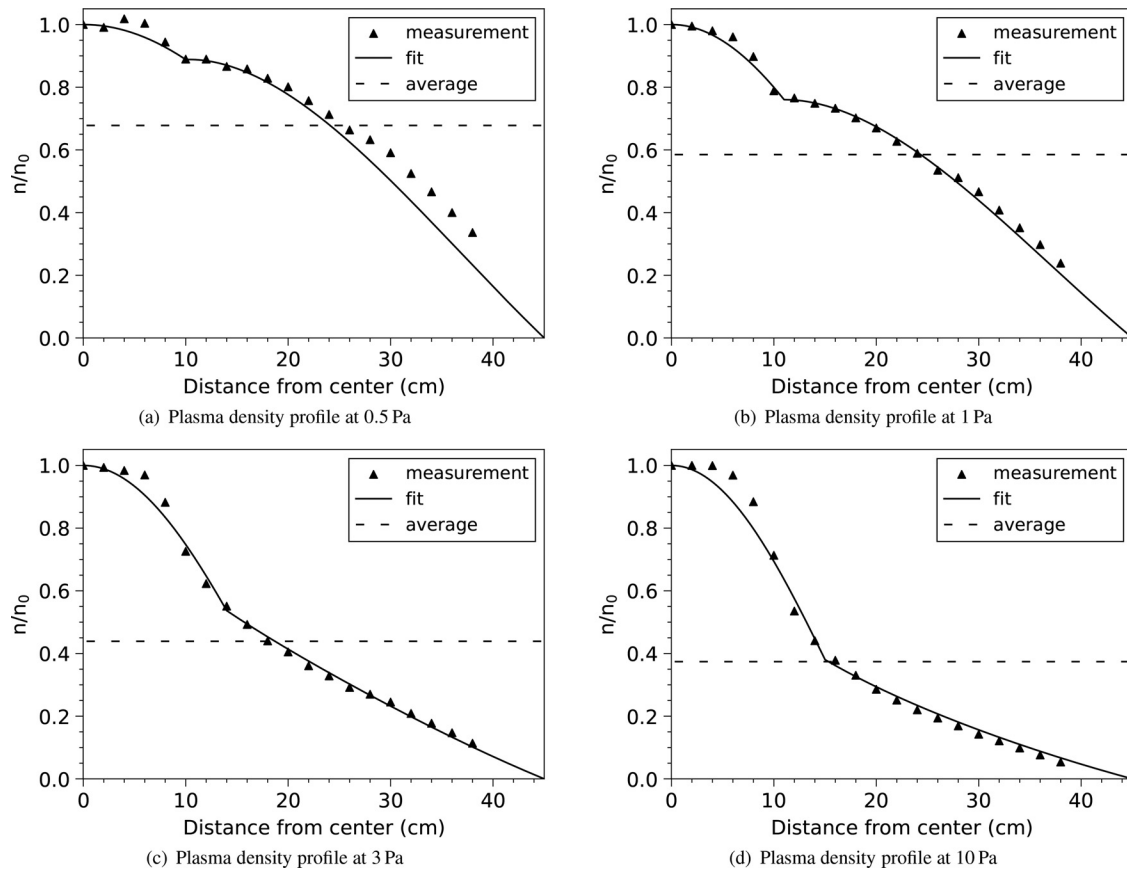 1.0
0.8
0.6
0.4
0.2
0.0
n/n0
measurement
fit
average
0 10 20 30 40
Distance from center (cm)
(a) Plasma density profile at 0.5 Pa
1.0
0.8
0.6
0.4
0.2
0.0
n/n0
measurement
fit
average
0 10 20 30 40
Distance from center (cm)
(b) Plasma density profile at 1 Pa
1.0
0.8
0.6
0.4
0.2
0.0
n/n0
measurement
fit
average
0 10 20 30 40
Distance from center (cm)
(c) Plasma density profile at 3 Pa
1.0
0.8
0.6
0.4
0.2
0.0
n/n0
measurement
fit
average
0 10 20 30 40
Distance from center (cm)
(d) Plasma density profile at 10 Pa